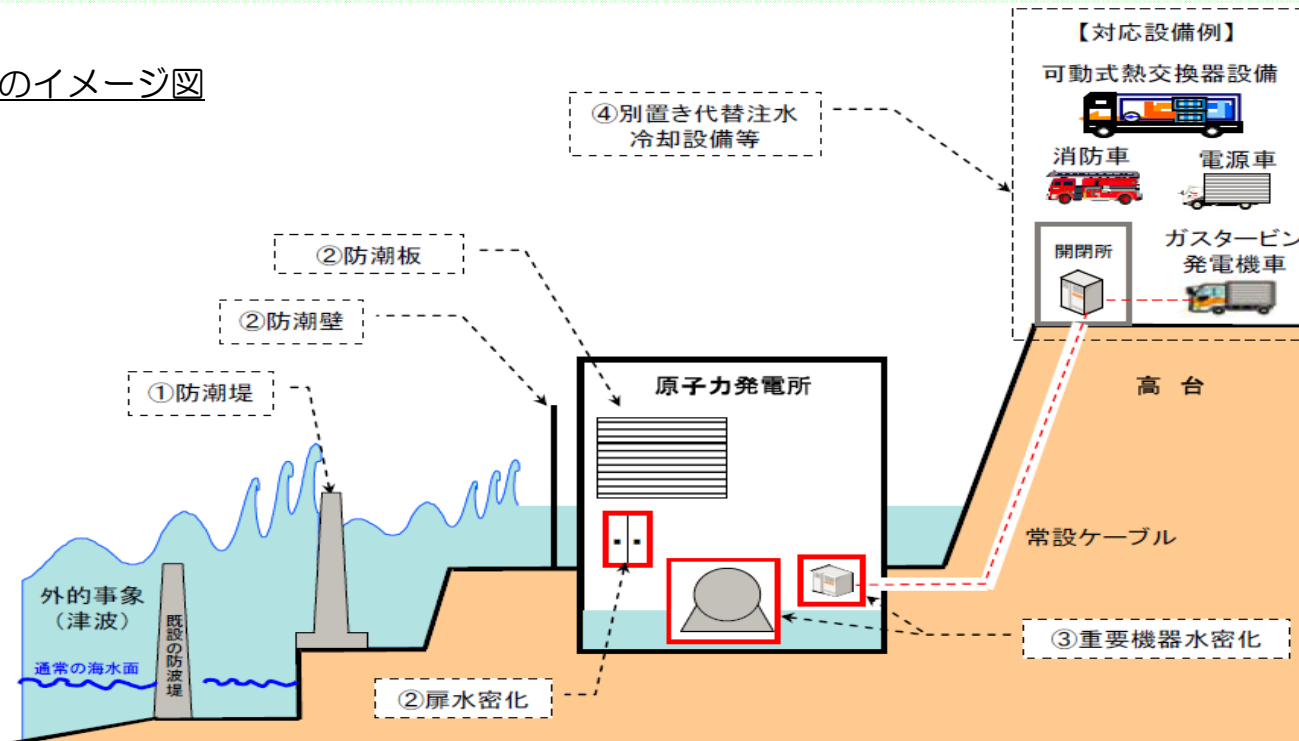 のイメージ図
【対応設備例】
可動式熱交換器設備
消防車
電源車
開閉所
ガスタービン
発電機車
④別置き代替注水
冷却設備等
②防潮板
②防潮壁
①防潮堤
原子力発電所
高 台
常設ケーブル
外的事象
(津波)
既設の防波堤
通常の海水面
③重要機器水密化
②扉水密化